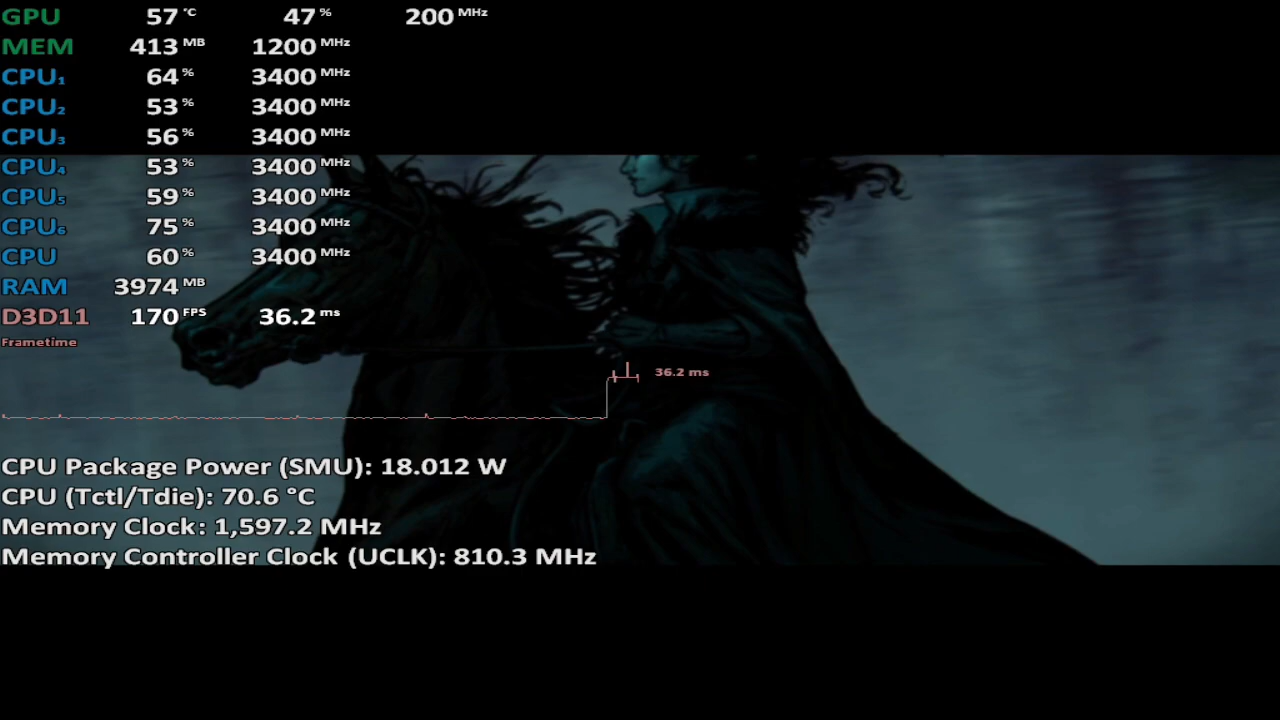 GPU 57 °C 47 % 200 MHz
MEM 413 MB 1200 MHz
CPU1 64 % 3400 MHz
CPU2 53 % 3400 MHz
CPU3 56 % 3400 MHz
CPU4 53 % 3400 MHz
CPU5 59 % 3400 MHz
CPU6 75 % 3400 MHz
CPU 60 % 3400 MHz
RAM 3974 MB
D3D11 170 FPS 36.2 ms
Frametime
36.2 ms
CPU Package Power (SMU): 18.012 W
CPU (Tctl/Tdie): 70.6 °C
Memory Clock: 1,597.2 MHz
Memory Controller Clock (UCLK): 810.3 MHz